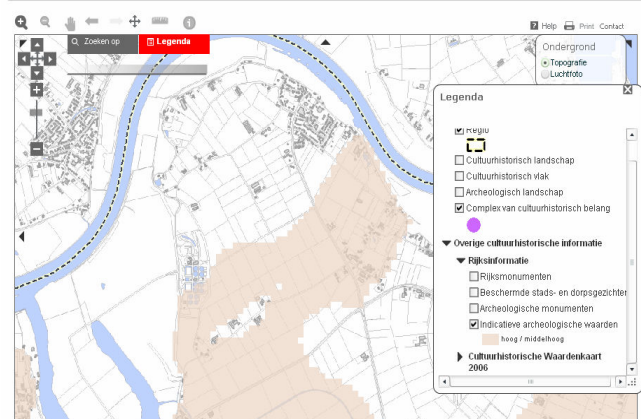 Help Print Contact
Zoeken op Legenda
Ondergrond
Topografie
Luchtfoto
Legenda
Regio
Cultuurhistorisch landschap
Cultuurhistorisch vlak
Archeologisch landschap
Complex van cultuurhistorisch belang
Overige cultuurhistorische informatie
Rijksinformatie
Rijksmonumenten
Beschermde stads- en dorpsgezichten
Archeologische monumenten
Indicatieve archeologische waarden
hoog / middelhoog
Cultuurhistorische Waardenkaart
2006